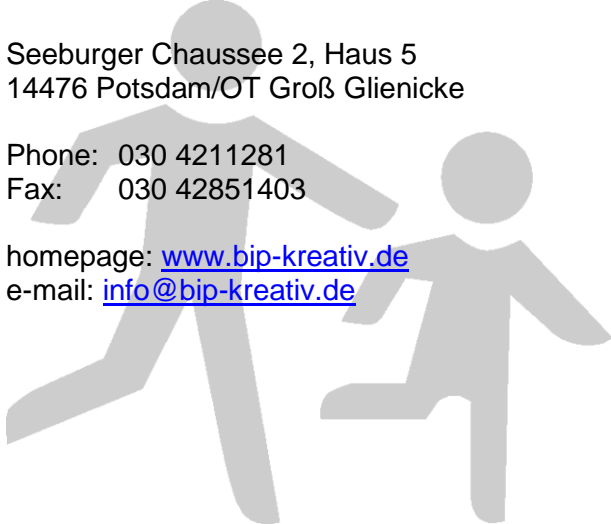 Seeburger Chaussee 2, Haus 5
14476 Potsdam/OT Groß Glienicke
Phone: 030 4211281
Fax: 030 42851403
homepage: www.bip-kreativ.de
e-mail: info@bip-kreativ.de